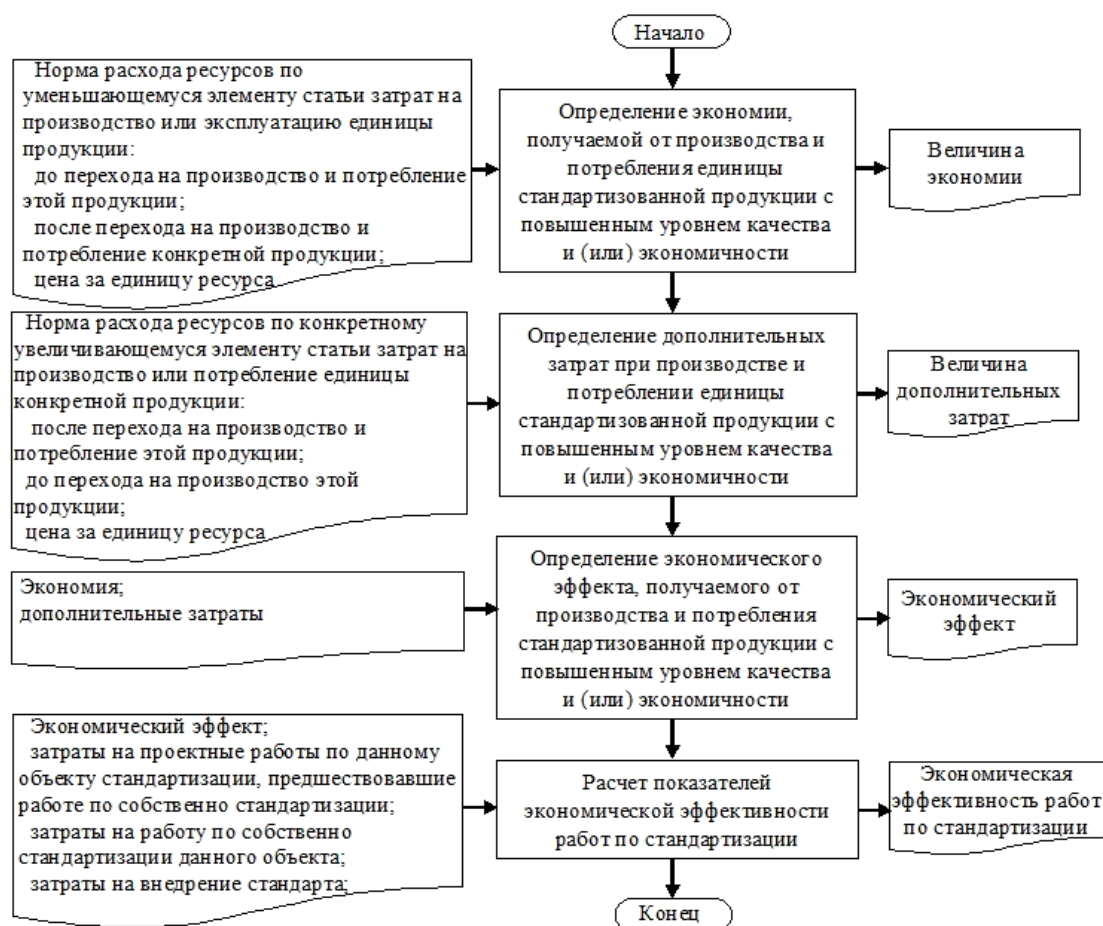 Начало
Норма расхода ресурсов по
уменьшающемуся элементу статьи затрат на
производство или эксплуатацию единицы
продукции:
до перехода на производство и потребление
этой продукции;
после перехода на производство и
потребление конкретной продукции;
цена за единицу ресурса
Определение экономии,
получаемой от производства и
потребления единицы
стандартизованной продукции с
повышенным уровнем качества
и (или) экономичности
Величина
экономии
Норма расхода ресурсов по конкретному
увеличивающемуся элементу статьи затрат на
производство или потребление единицы
конкретной продукции:
после перехода на производство и
потребление этой продукции;
до перехода на производство этой
продукции;
цена за единицу ресурса
Определение дополнительных
затрат при производстве и
потреблении единицы
стандартизованной продукции с
повышенным уровнем качества
и (или) экономичности
Величина
дополнительных
затрат
Экономия;
дополнительные затраты
Определение экономического
эффекта, получаемого от
производства и потребления
стандартизованной продукции с
повышенным уровнем качества
и (или) экономичности
Экономический
эффект
Экономический эффект;
затраты на проектные работы по данному
объекту стандартизации, предшествовавшие
работе по собственно стандартизации;
затраты на работу по собственно
стандартизации данного объекта;
затраты на внедрение стандарта;
Расчет показателей
экономической эффективности
работ по стандартизации
Экономическая
эффективность работ
по стандартизации
Конец